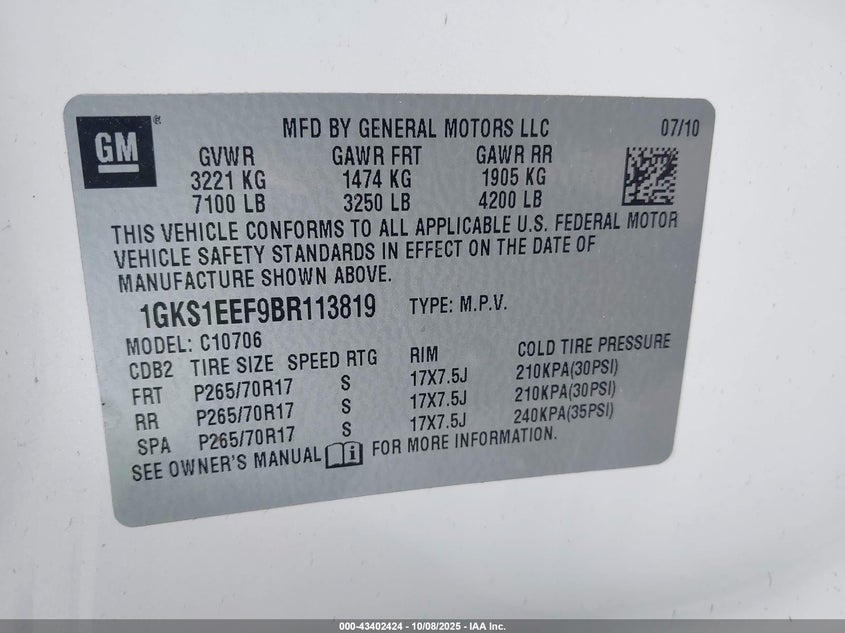 GM®
MFD BY GENERAL MOTORS LLC 07/10
GVWR GAWR FRT GAWR RR
3221 KG 1474 KG 1905 KG
7100 LB 3250 LB 4200 LB
THIS VEHICLE CONFORMS TO ALL APPLICABLE U.S. FEDERAL MOTOR
VEHICLE SAFETY STANDARDS IN EFFECT ON THE DATE OF
MANUFACTURE SHOWN ABOVE.
1GKS1EEF9BR113819 TYPE: M.P.V.
MODEL: C10706
CDB2 TIRE SIZE SPEED RTG RIM COLD TIRE PRESSURE
FRT P265/70R17 S 17X7.5J 210KPA(30PSI)
RR P265/70R17 S 17X7.5J 210KPA(30PSI)
SPA P265/70R17 S 17X7.5J 240KPA(35PSI)
SEE OWNER'S MANUAL FOR MORE INFORMATION.
000-43402424 - 10/08/2025 - IAA Inc.